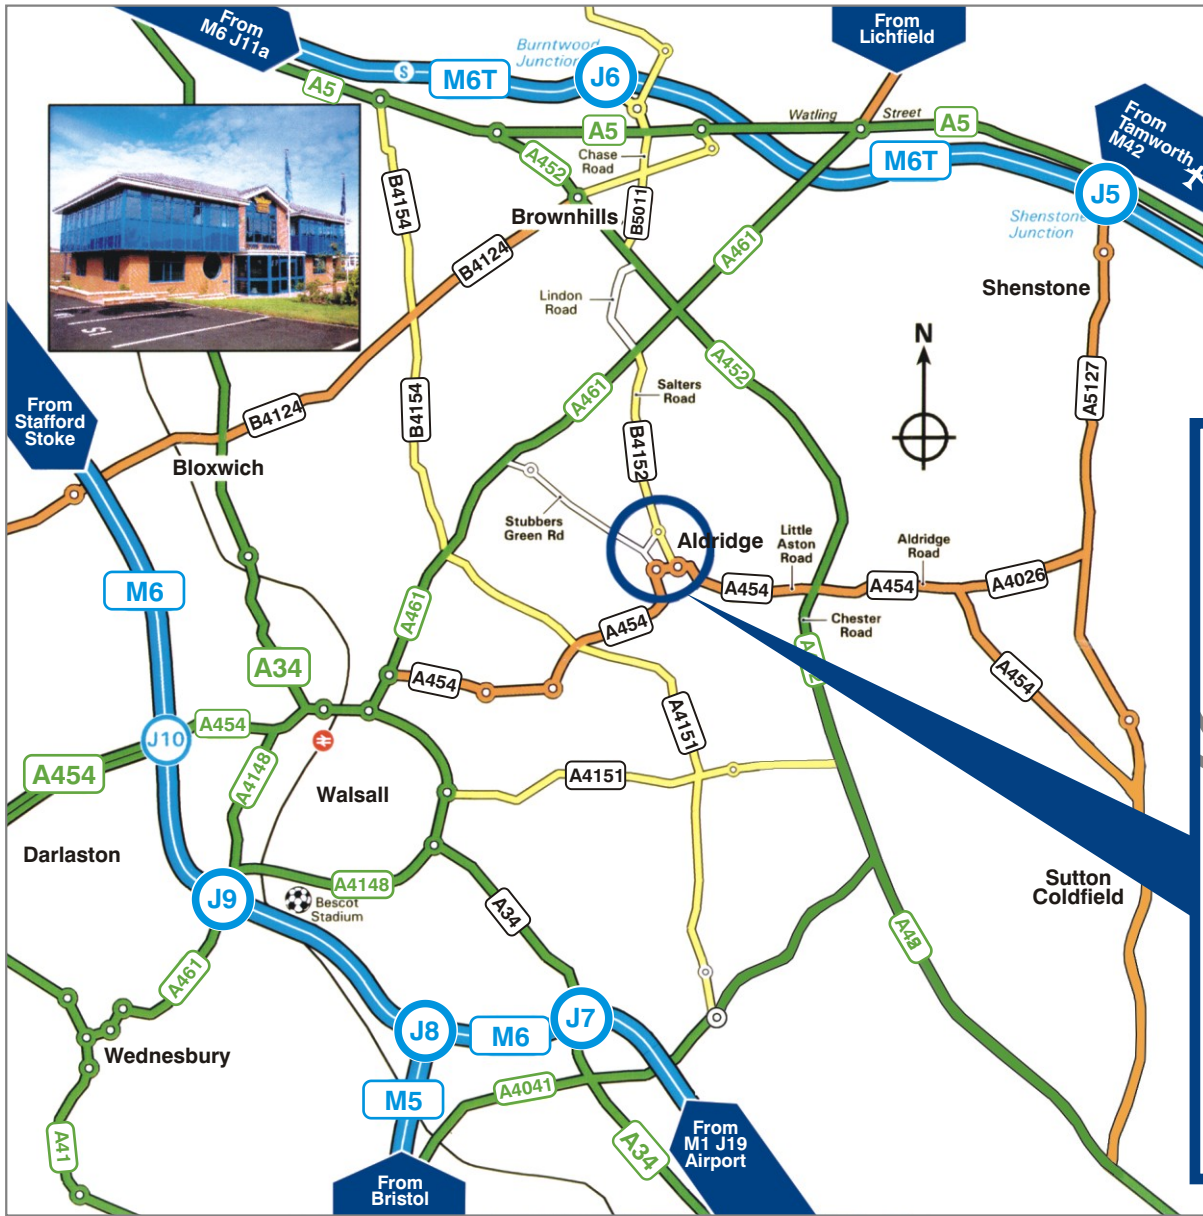 From
M6 J11a
From
Lichfield
Burntwood
Junction
J6
S
M6T
A5
A5
Watling
Street
A5
From
Tamworth
M42
M6T
J5
Chase
Road
A452
B4154
B5011
Brownhills
A461
Shenstone
Junction
B4124
Shenstone
Lindon
Road
N
A452
Salters
Road
A461
A5127
B4154
B4124
From
Stafford
Stoke
B4152
Bloxwich
Stubbers
Green Rd
Aldridge
Little
Aston
Road
Aldridge
Road
A454
A454
A4026
M6
A461
A454
Chester
Road
A34
A454
A454
A454
A4151
J10
A454
A4148
A4151
Walsall
Darlaston
A4148
J9
Bescot
Stadium
A34
Sutton
Coldfield
A461
J8
M6
J7
Wednesbury
M5
A4041
From
M1 J19
Airport
A41
A34
From
Bristol